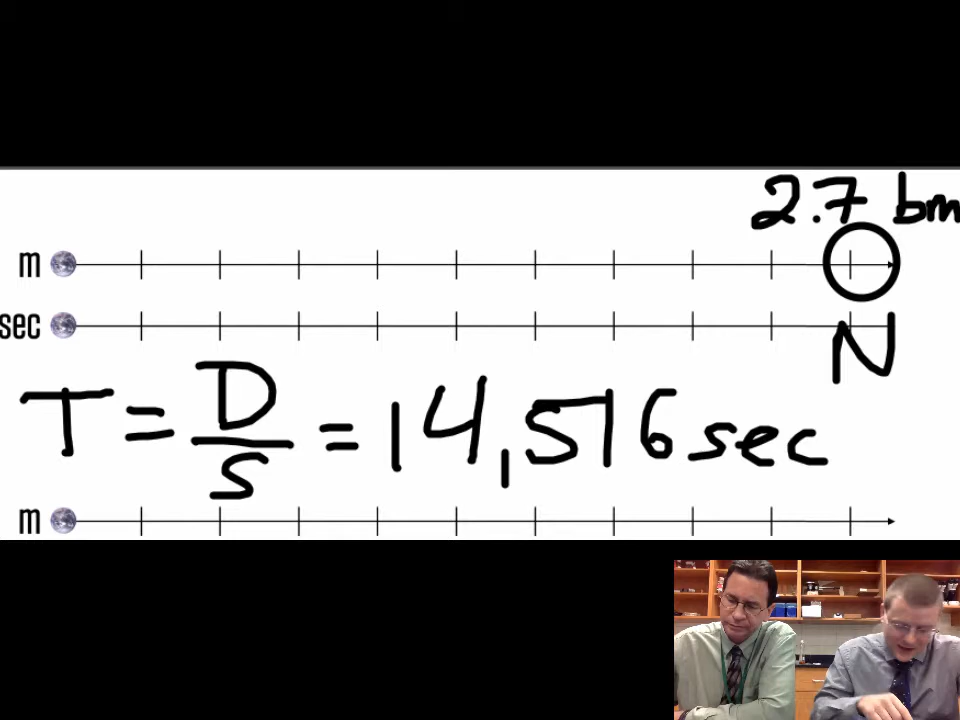 2.7 bm
m
sec
N
T = D/S = 14,516 sec
m